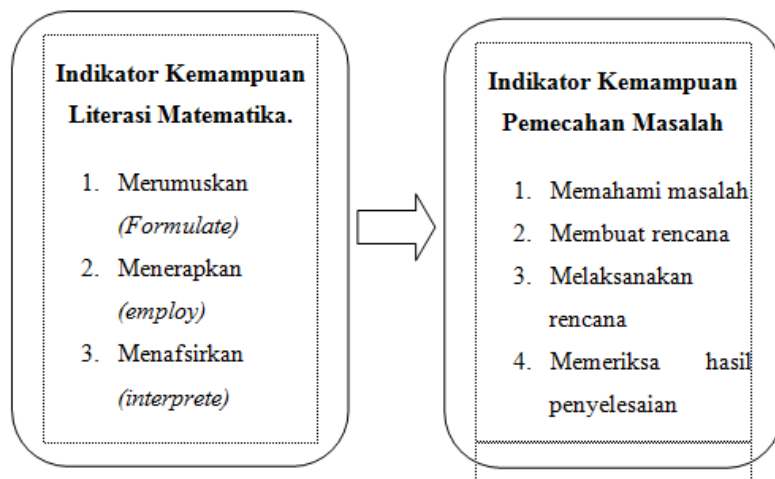 Indikator Kemampuan
Literasi Matematika.
1. Merumuskan
(Formulate)
2. Menerapkan
(employ)
3. Menafsirkan
(interprete)
Indikator Kemampuan
Pemecahan Masalah
1. Memahami masalah
2. Membuat rencana
3. Melaksanakan
rencana
4. Memeriksa hasil
penyelesaian